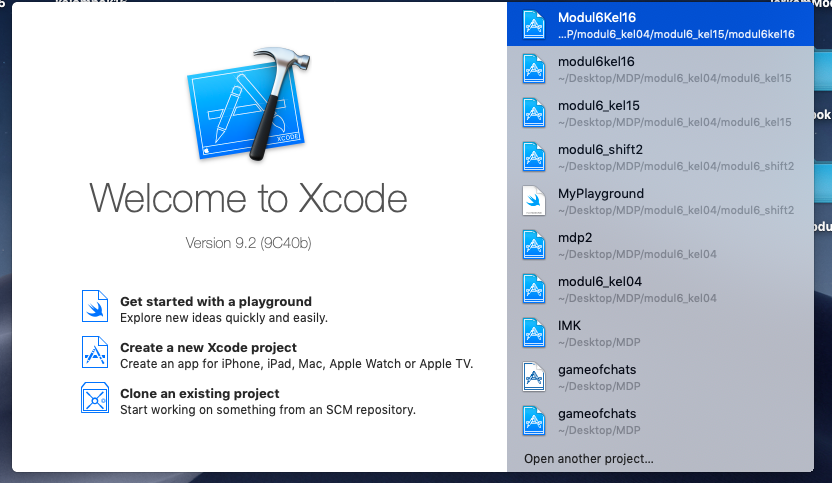 Welcome to Xcode
Version 9.2 (9C40b)
Get started with a playground
Explore new ideas quickly and easily.
Create a new Xcode project
Create an app for iPhone, iPad, Mac, Apple Watch or Apple TV.
Clone an existing project
Start working on something from an SCM repository.
XCODE
Modul6Kel16
...P/modul6_kel04/modul6_kel15/modul6kel16
modul6kel16
~/Desktop/MDP/modul6_kel04/modul6_kel15
modul6_kel15
~/Desktop/MDP/modul6_kel04/modul6_kel15
modul6_shift2
~/Desktop/MDP/modul6_kel04/modul6_shift2
MyPlayground
~/Desktop/MDP/modul6_kel04/modul6_shift2
mdp2
~/Desktop/MDP/modul6_kel04
modul6_kel04
~/Desktop/MDP/modul6_kel04
IMK
~/Desktop/MDP
gameofchats
~/Desktop/MDP
gameofchats
~/Desktop/MDP
Open another project...